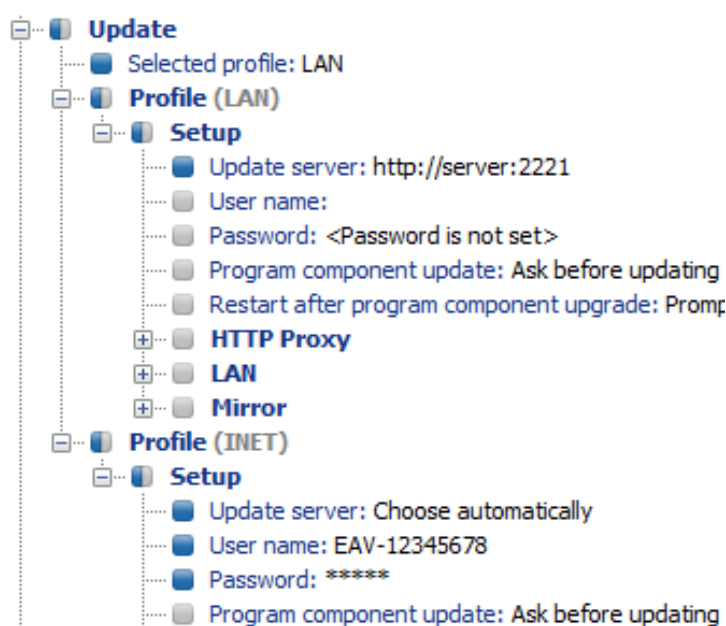 Update
Selected profile: LAN
Profile (LAN)
Setup
Update server: http://server:2221
User name:
Password: <Password is not set>
Program component update: Ask before updating
Restart after program component upgrade: Promp
HTTP Proxy
LAN
Mirror
Profile (INET)
Setup
Update server: Choose automatically
User name: EAV-12345678
Password: *****
Program component update: Ask before updating